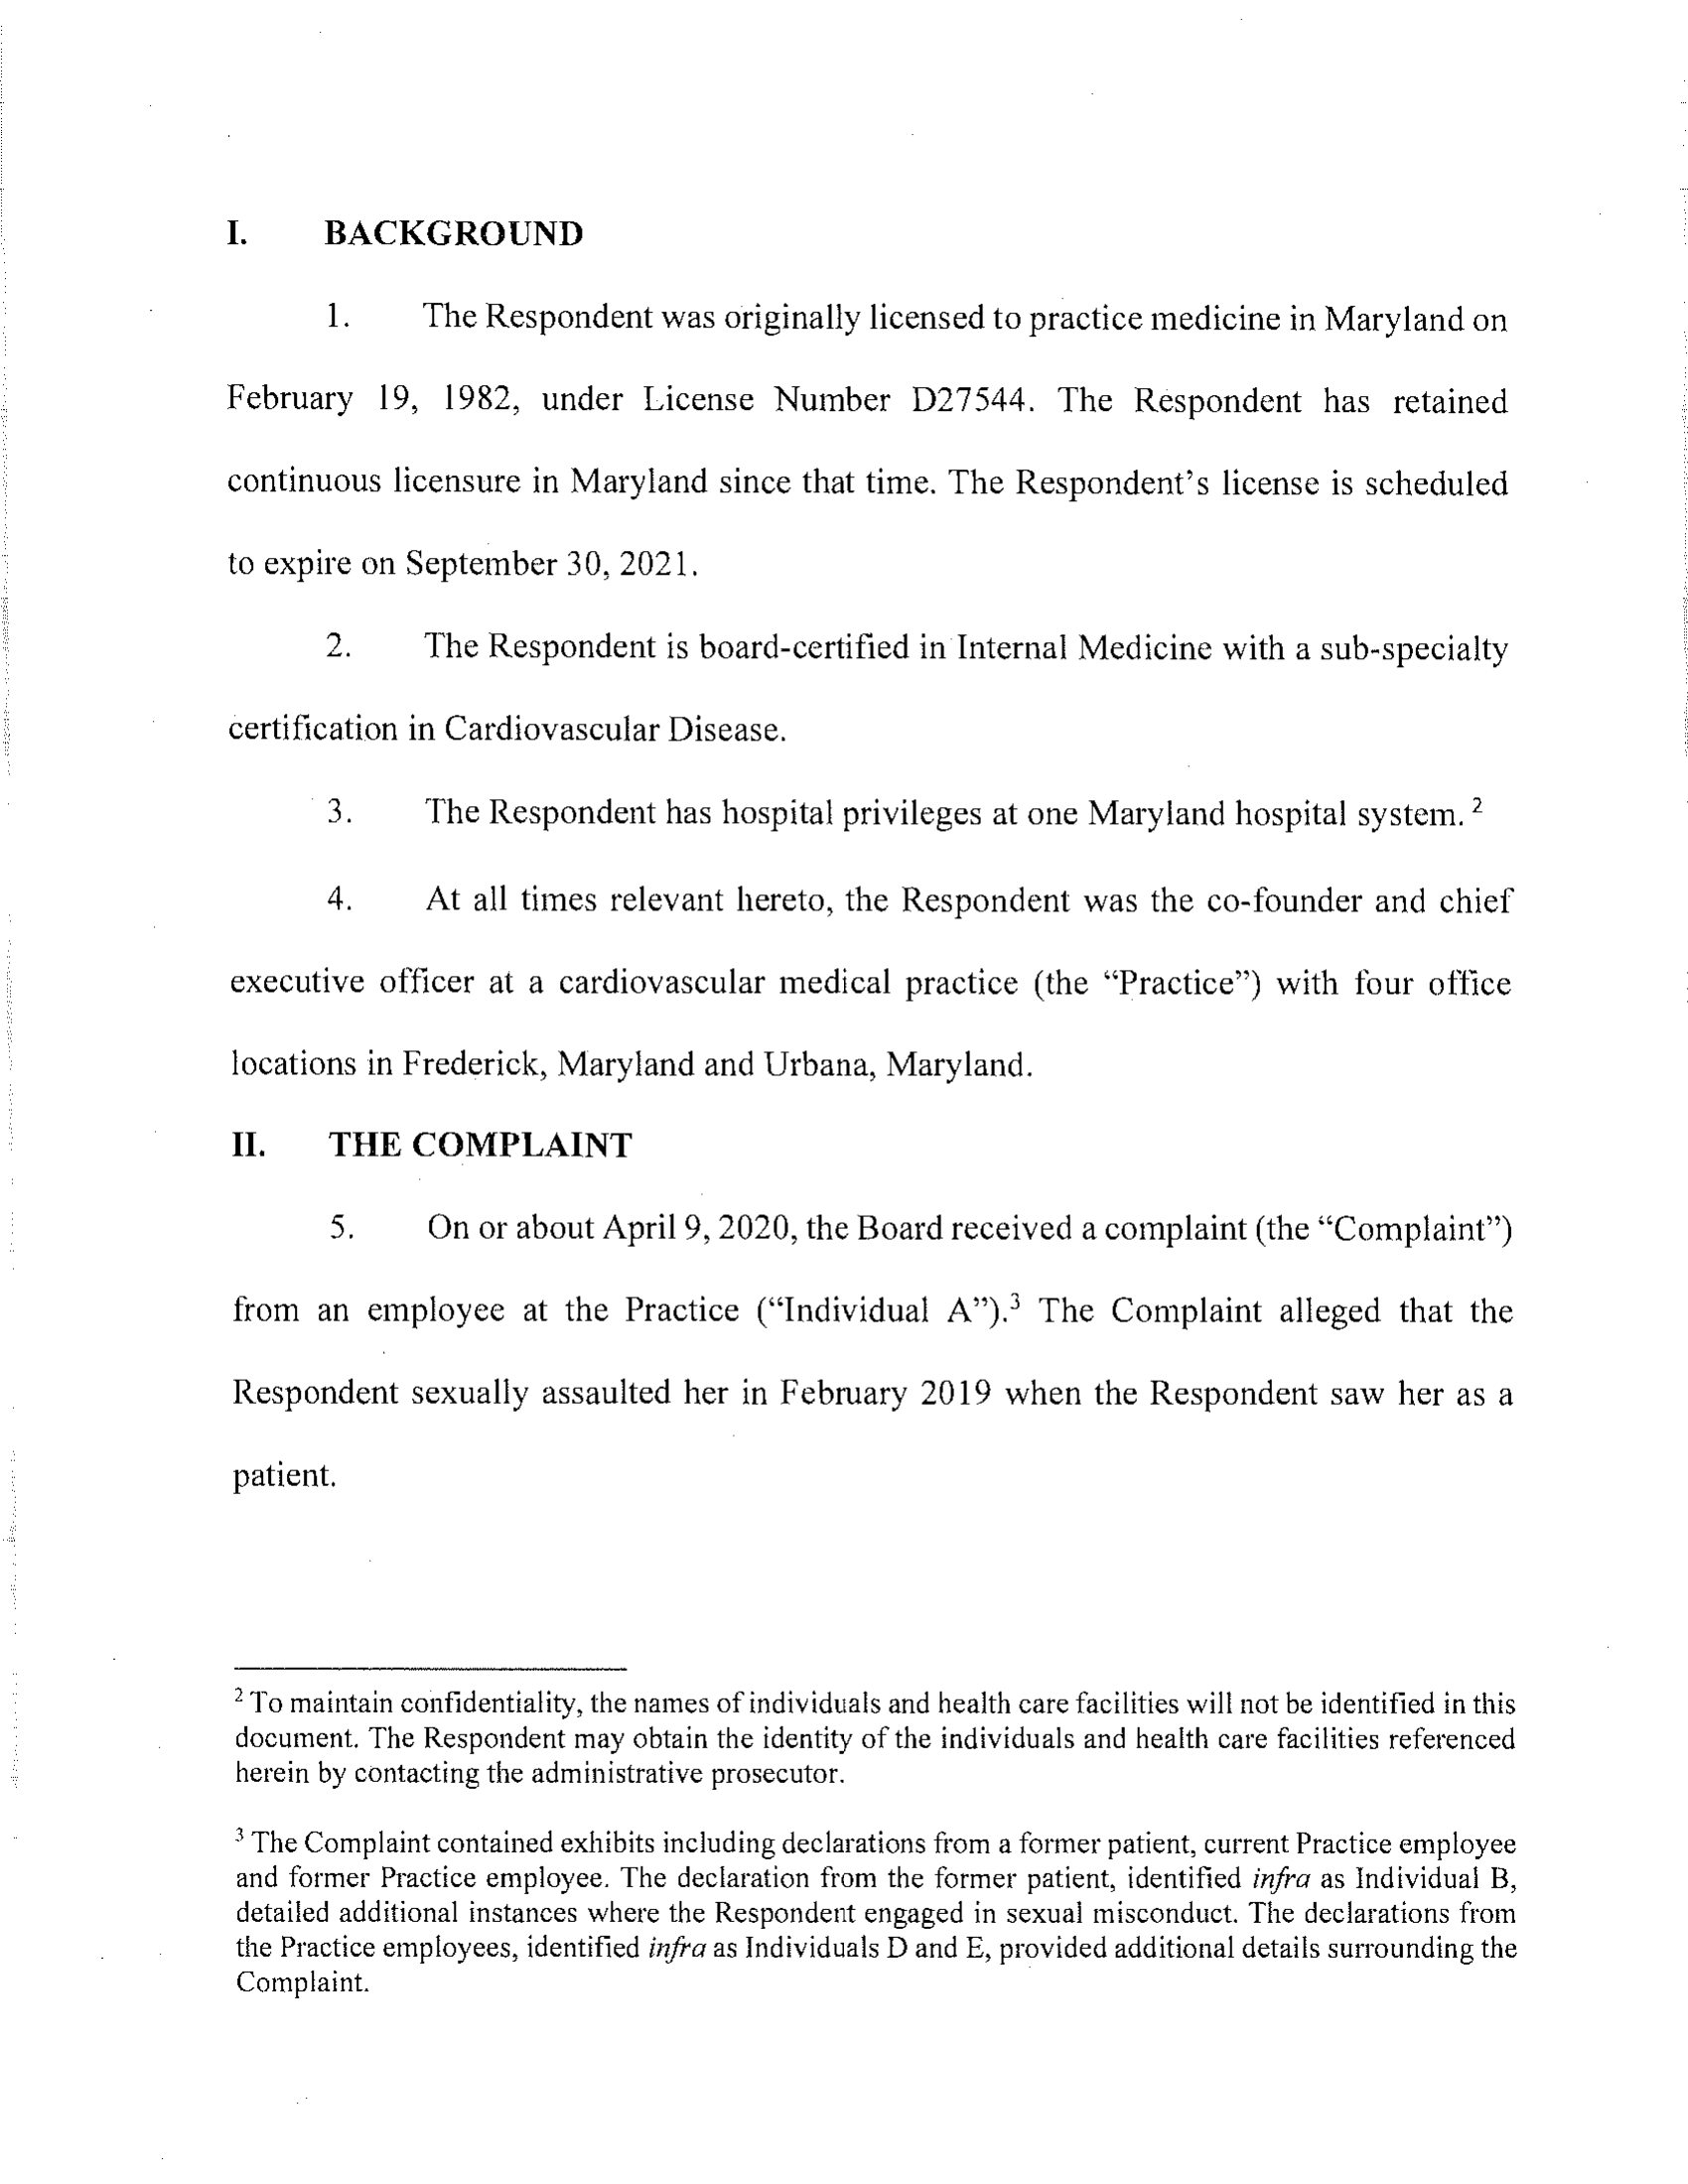 I. BACKGROUND
1. The Respondent was originally licensed to practice medicine in Maryland on
February 19, 1982, under License Number D27544. The Respondent has retained
continuous licensure in Maryland since that time. The Respondent's license is scheduled
to expire on September 30, 2021.
2. The Respondent is board-certified in Internal Medicine with a sub-specialty
certification in Cardiovascular Disease.
3. The Respondent has hospital privileges at one Maryland hospital system. 2
4. At all times relevant hereto, the Respondent was the co-founder and chief
executive officer at a cardiovascular medical practice (the “Practice”) with four office
locations in Frederick, Maryland and Urbana, Maryland.
II. THE COMPLAINT
5. On or about April 9, 2020, the Board received a complaint (the “Complaint”)
from an employee at the Practice (“Individual A”).3 The Complaint alleged that the
Respondent sexually assaulted her in February 2019 when the Respondent saw her as a
patient.
2 To maintain confidentiality, the names of individuals and health care facilities will not be identified in this
document. The Respondent may obtain the identity of the individuals and health care facilities referenced
herein by contacting the administrative prosecutor.
3 The Complaint contained exhibits including declarations from a former patient, current Practice employee
and former Practice employee. The declaration from the former patient, identified infra as Individual B,
detailed additional instances where the Respondent engaged in sexual misconduct. The declarations from
the Practice employees, identified infra as Individuals D and E, provided additional details surrounding the
Complaint.